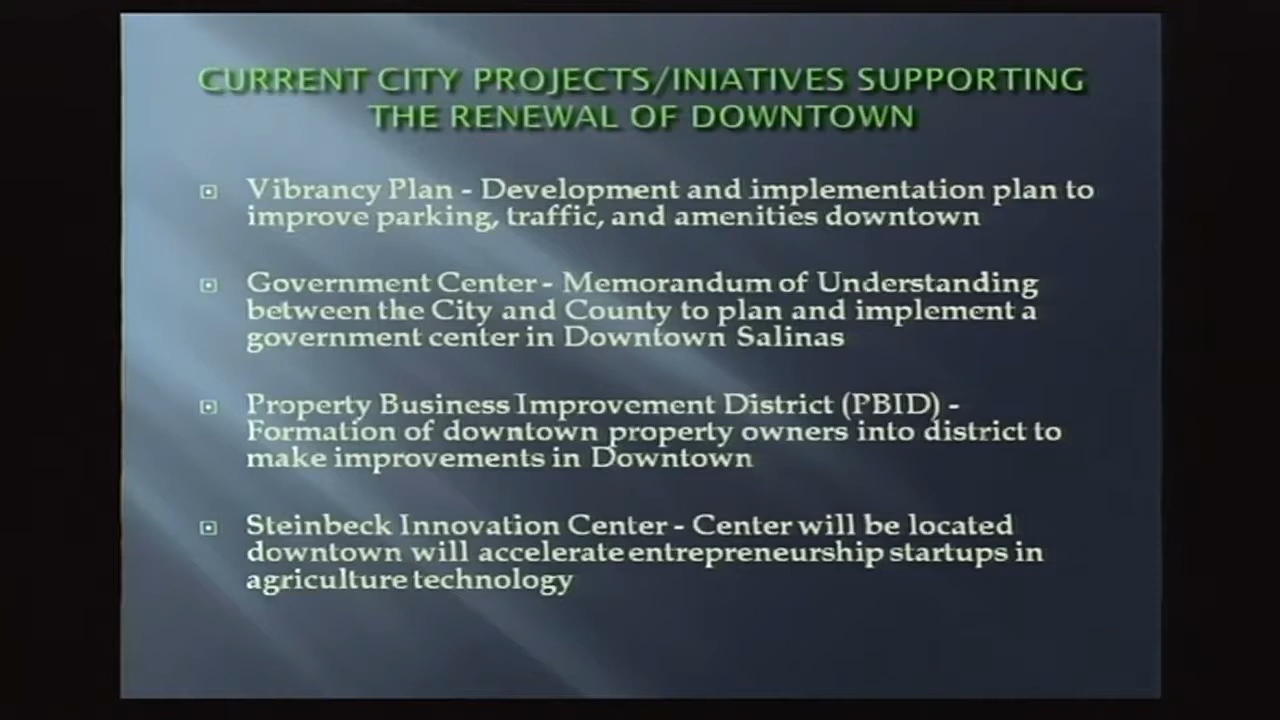 CURRENT CITY PROJECTS/INIATIVES SUPPORTING
THE RENEWAL OF DOWNTOWN
Vibrancy Plan - Development and implementation plan to
improve parking, traffic, and amenities downtown
Government Center - Memorandum of Understanding
between the City and County to plan and implement a
government center in Downtown Salinas
Property Business Improvement District (PBID) -
Formation of downtown property owners into district to
make improvements in Downtown
Steinbeck Innovation Center - Center will be located
downtown will accelerate entrepreneurship startups in
agriculture technology